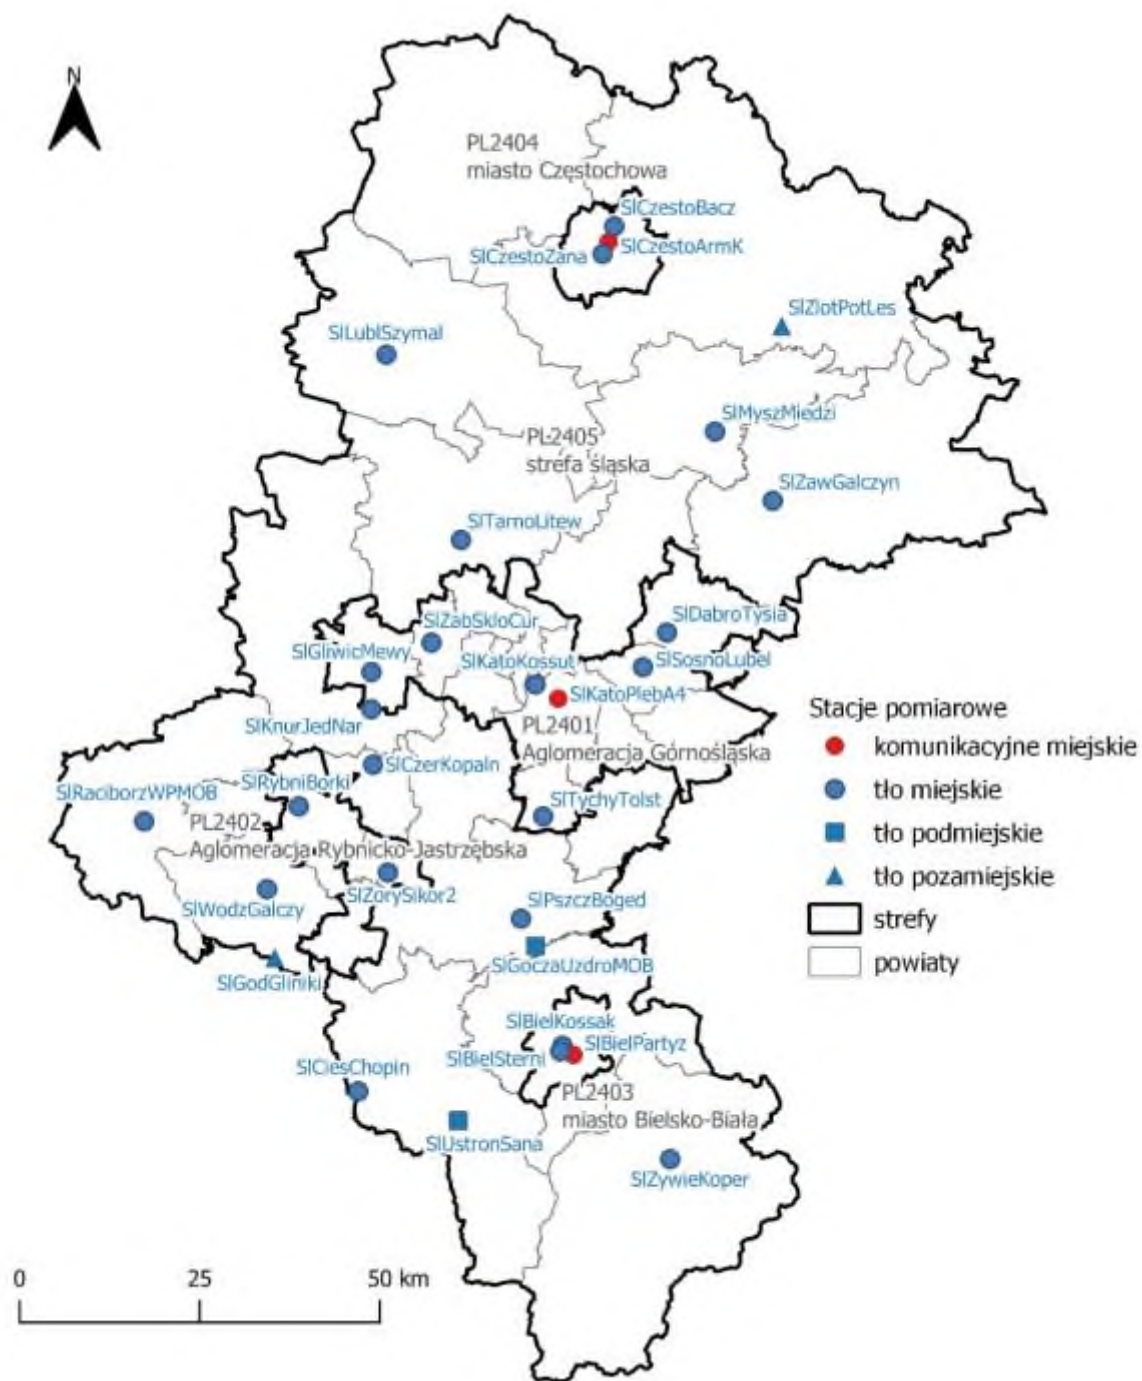 N
PL2404
miasto Częstochowa
SlCzestoBacz
SlCzestoArmK
SlCzestoZana
SlZlotPotLes
SlLublSzymal
SlMyszMiedzi
PL2405
strefa śląska
SlZawGalczyn
SlTarnoLitew
SlDabroTysia
SlZabSkloCur
SlGliwicMewy
SlKatoKossut
SlSosnoLubel
SlKatoPlebA4
Stacje pomiarowe
SlKnurJedNar
PL2401
Aglomeracja Górnośląska
komunikacyjne miejskie
SlCzerKopaln
SlRybniBorki
SlRaciborzWPMOB
tło miejskie
SlTychyTolst
PL2402
tło podmiejskie
Aglomeracja Rybnicko-Jastrzębska
tło pozamiejskie
SlZorySikor2
SlPszczBoged
SlWodzGalczy
strefy
SlGoczaUzdroMOB
powiaty
SlGodGliniki
SlBielKossak
SlBielPartyz
SlBielSterni
SlCiesChopin
PL2403
miasto Bielsko-Biała
SlUstronSana
SlZywieKoper
0 25 50 km